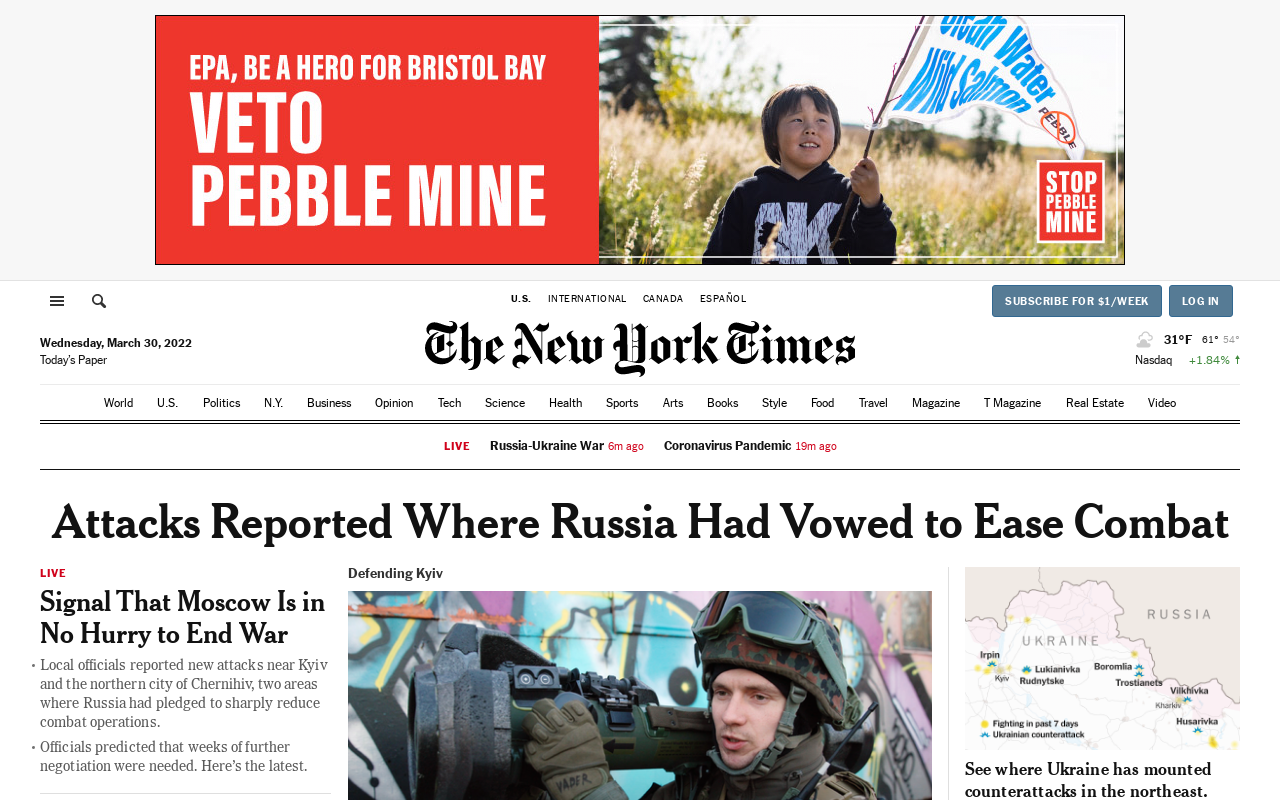 EPA, BE A HERO FOR BRISTOL BAY
VETO
PEBBLE MINE
Clean Water
Wild Salmon
PEBBLE
STOP
PEBBLE
MINE
U.S. INTERNATIONAL CANADA ESPAÑOL
SUBSCRIBE FOR $1/WEEK LOG IN
The New York Times
Wednesday, March 30, 2022
Today's Paper
31°F 61° 54°
Nasdaq +1.84% ↑
World U.S. Politics N.Y. Business Opinion Tech Science Health Sports Arts Books Style Food Travel Magazine T Magazine Real Estate Video
LIVE Russia-Ukraine War 6m ago Coronavirus Pandemic 19m ago
Attacks Reported Where Russia Had Vowed to Ease Combat
LIVE
Signal That Moscow Is in
No Hurry to End War
• Local officials reported new attacks near Kyiv
and the northern city of Chernihiv, two areas
where Russia had pledged to sharply reduce
combat operations.
• Officials predicted that weeks of further
negotiation were needed. Here's the latest.
Defending Kyiv
VADER
RUSSIA
UKRAINE
Irpin
Kyiv
Lukianivka
Rudnytske
Boromlia
Trostianets
Vilkhivka
Kharkiv
Husarivka
Fighting in past 7 days
Ukrainian counterattack
See where Ukraine has mounted
counterattacks in the northeast.